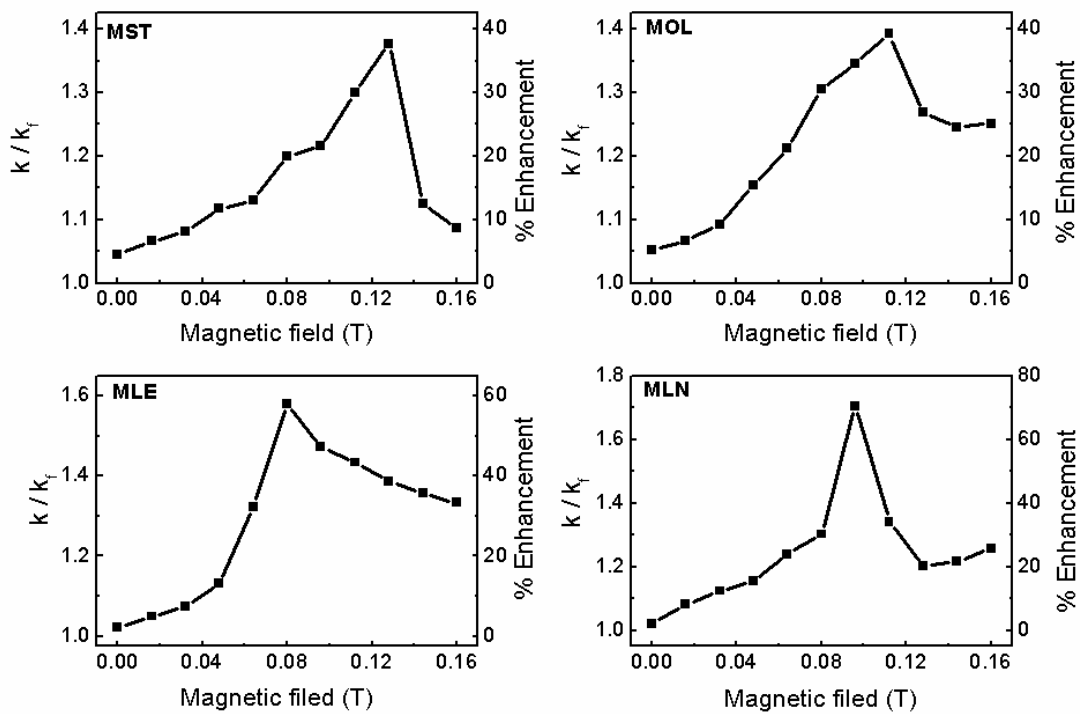 MST
1.4
1.3
1.2
1.1
1.0
k / kf
40
30
20
10
0
% Enhancement
0.00 0.04 0.08 0.12 0.16
Magnetic field (T)
MOL
1.4
1.3
1.2
1.1
1.0
k / kf
40
30
20
10
0
% Enhancement
0.00 0.04 0.08 0.12 0.16
Magnetic field (T)
MLE
1.6
1.4
1.2
1.0
k / kf
60
40
20
0
% Enhancement
0.00 0.04 0.08 0.12 0.16
Magnetic filed (T)
MLN
1.8
1.6
1.4
1.2
1.0
k / kf
80
60
40
20
0
% Enhancement
0.00 0.04 0.08 0.12 0.16
Magnetic filed (T)